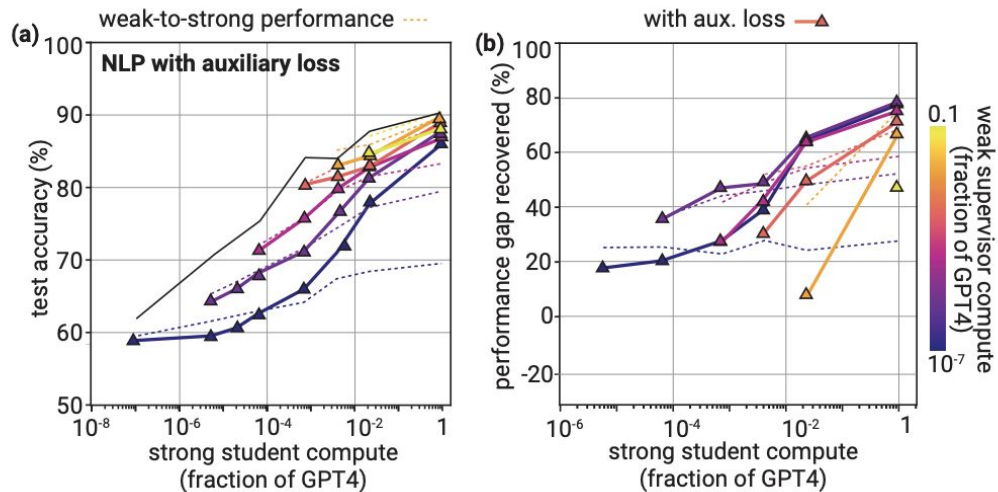 weak-to-strong performance
with aux. loss
(a)
NLP with auxiliary loss
test accuracy (%)
100
90
80
70
60
50
10-8
10-6
10-4
10-2
1
strong student compute
(fraction of GPT4)
(b)
performance gap recovered (%)
100
80
60
40
20
0
-20
10-6
10-4
10-2
1
strong student compute
(fraction of GPT4)
0.1
10-7
weak supervisor compute
(fraction of GPT4)